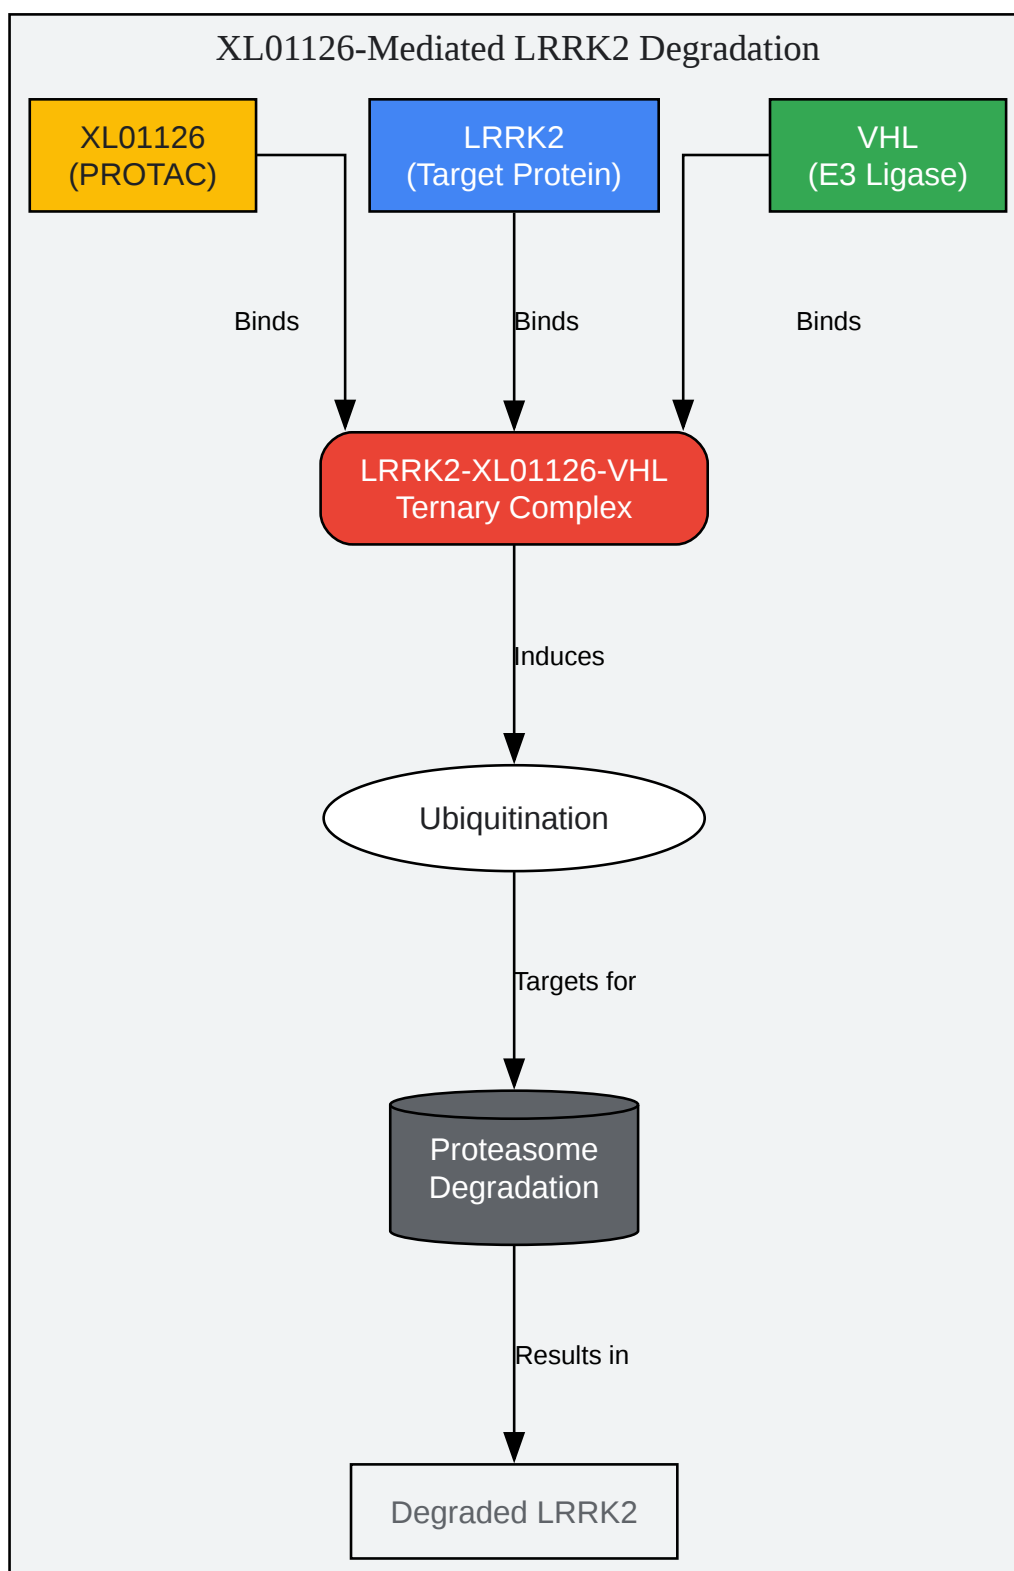 XL01126-Mediated LRRK2 Degradation
XL01126
(PROTAC)
LRRK2
(Target Protein)
VHL
(E3 Ligase)
Binds
Binds
Binds
LRRK2-XL01126-VHL
Ternary Complex
Induces
Ubiquitination
Targets for
Proteasome
Degradation
Results in
Degraded LRRK2